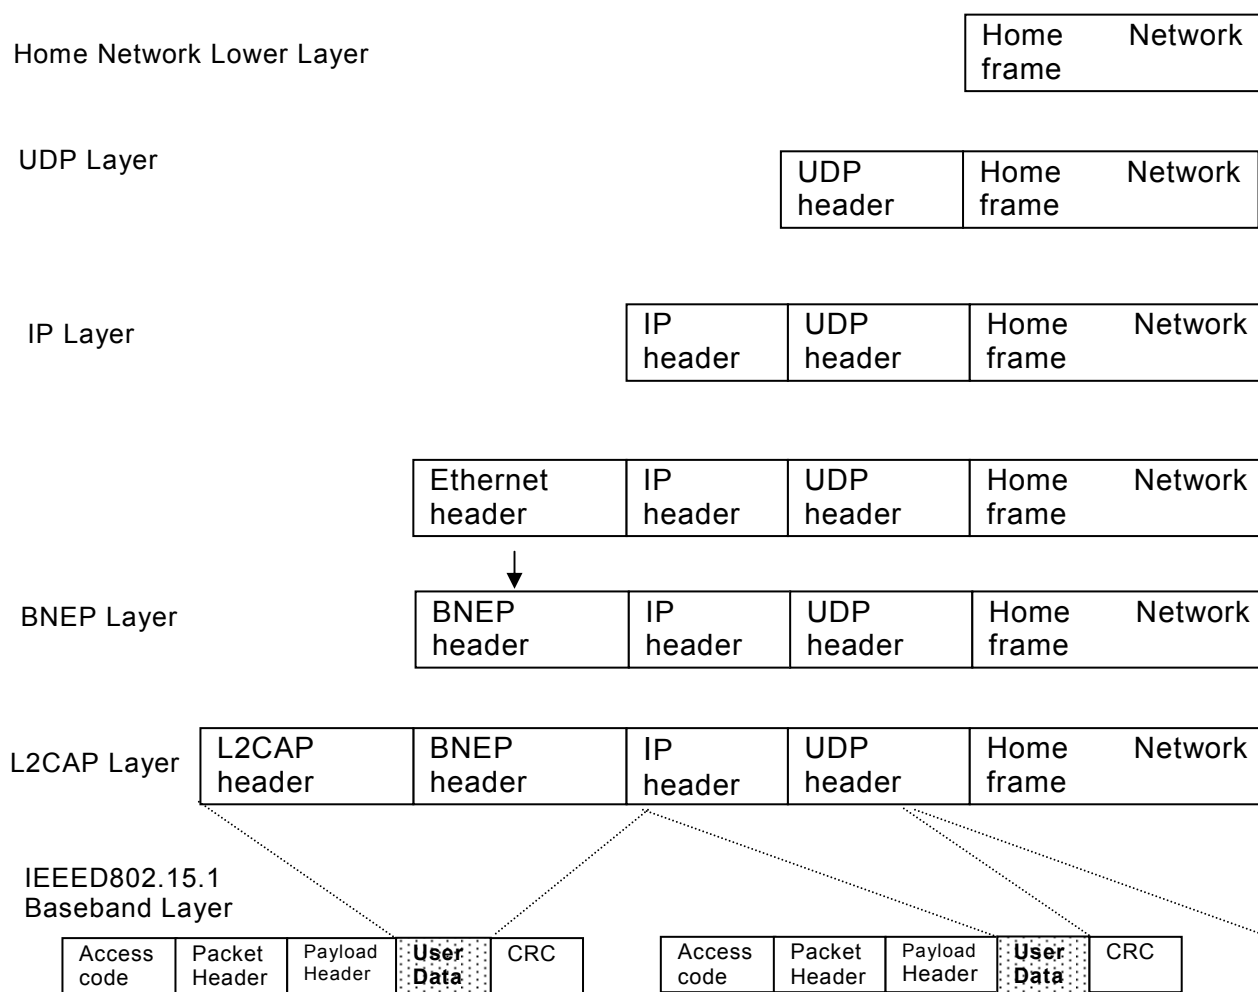 Home Network Lower Layer
Home Network
frame
UDP Layer
UDP
header
Home Network
frame
IP Layer
IP
header
UDP
header
Home Network
frame
Ethernet
header
IP
header
UDP
header
Home Network
frame
BNEP Layer
BNEP
header
IP
header
UDP
header
Home Network
frame
L2CAP Layer
L2CAP
header
BNEP
header
IP
header
UDP
header
Home Network
frame
IEEED802.15.1
Baseband Layer
Access
code
Packet
Header
Payload
Header
User
Data
CRC
Access
code
Packet
Header
Payload
Header
User
Data
CRC